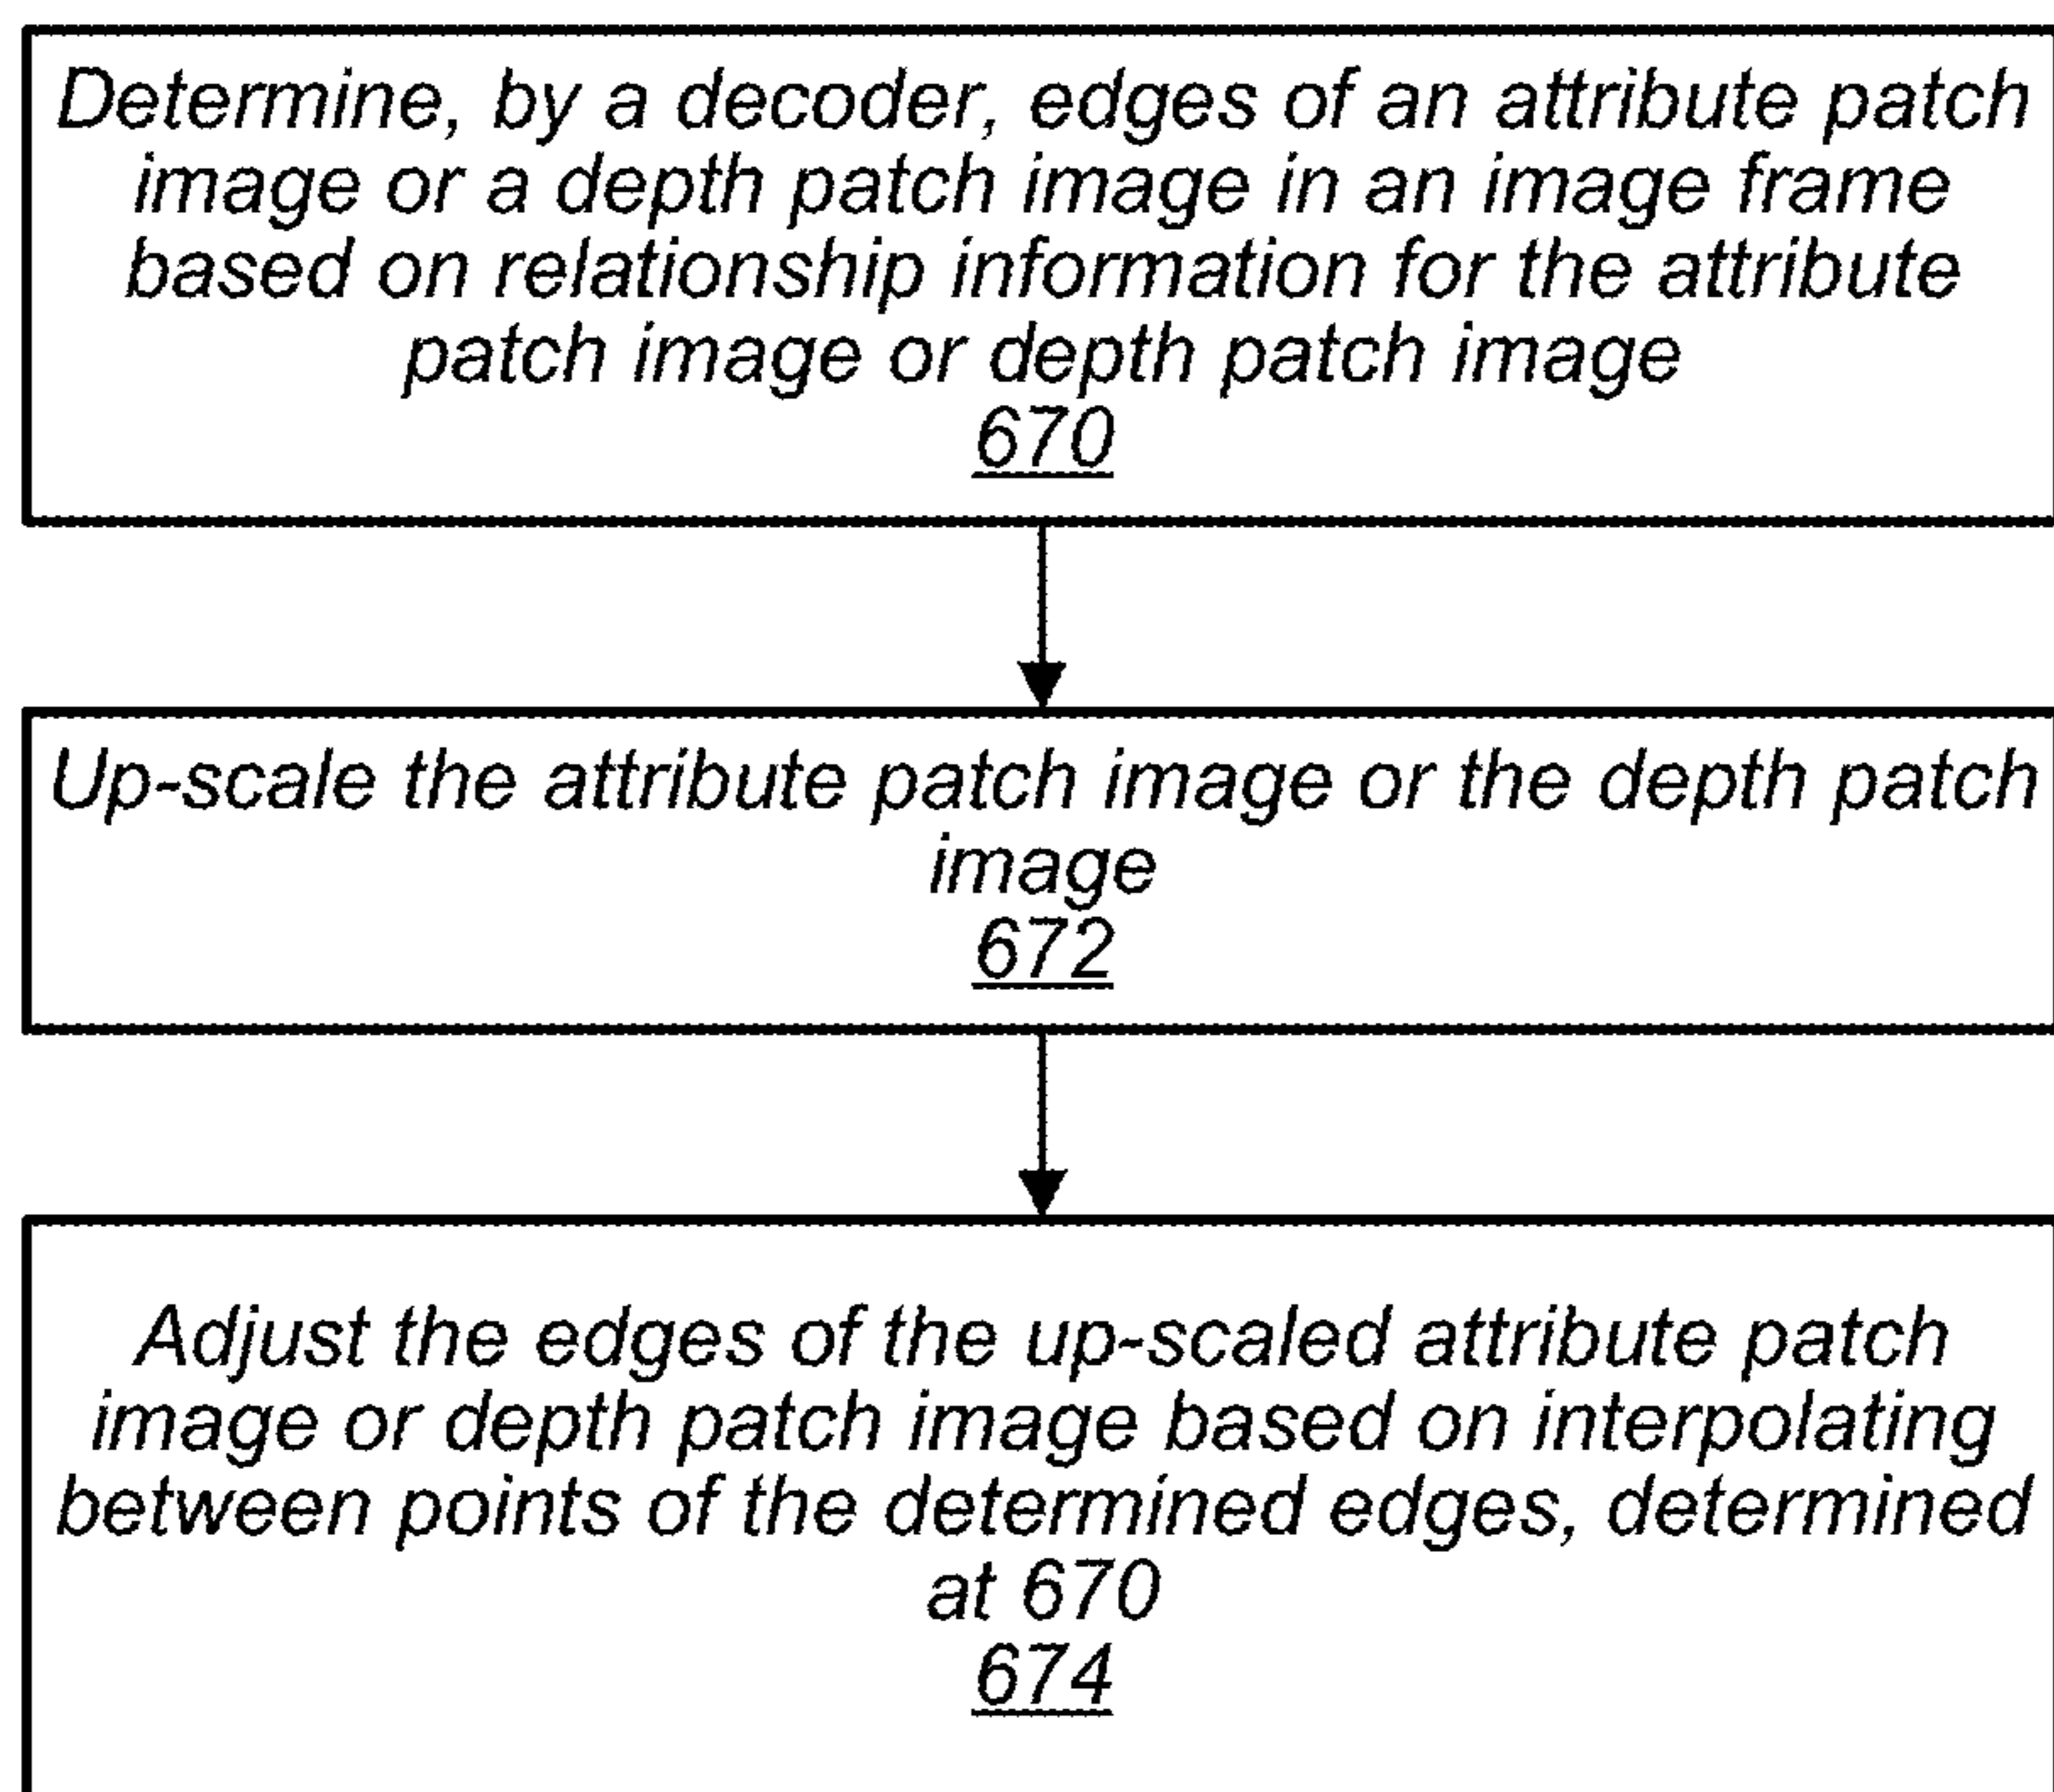 Determine, by a decoder, edges of an attribute patch
image or a depth patch image in an image frame
based on relationship information for the attribute
patch image or depth patch image
670
Up-scale the attribute patch image or the depth patch
image
672
Adjust the edges of the up-scaled attribute patch
image or depth patch image based on interpolating
between points of the determined edges, determined
at 670
674